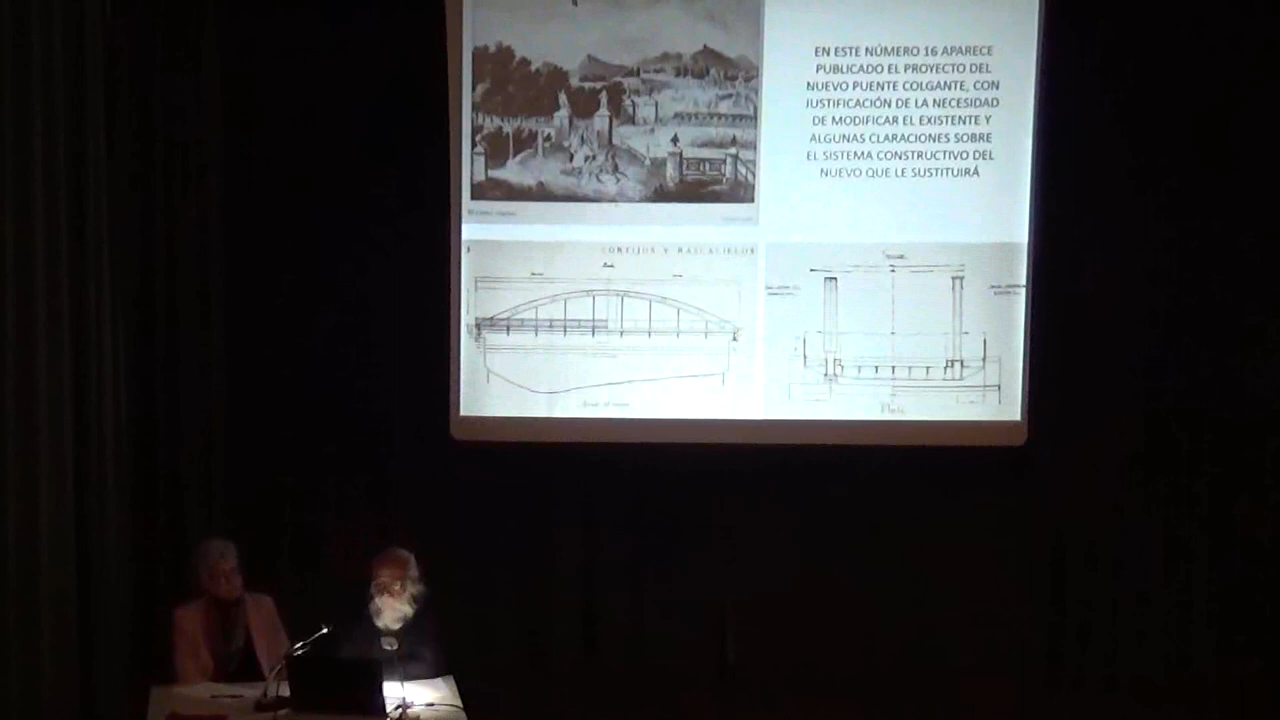 EN ESTE NÚMERO 16 APARECE
PUBLICADO EL PROYECTO DEL
NUEVO PUENTE COLGANTE, CON
JUSTIFICACIÓN DE LA NECESIDAD
DE MODIFICAR EL EXISTENTE Y
ALGUNAS CLARACIONES SOBRE
EL SISTEMA CONSTRUCTIVO DEL
NUEVO QUE LE SUSTITUIRÁ
CORTIJOS Y RASCACIELOS